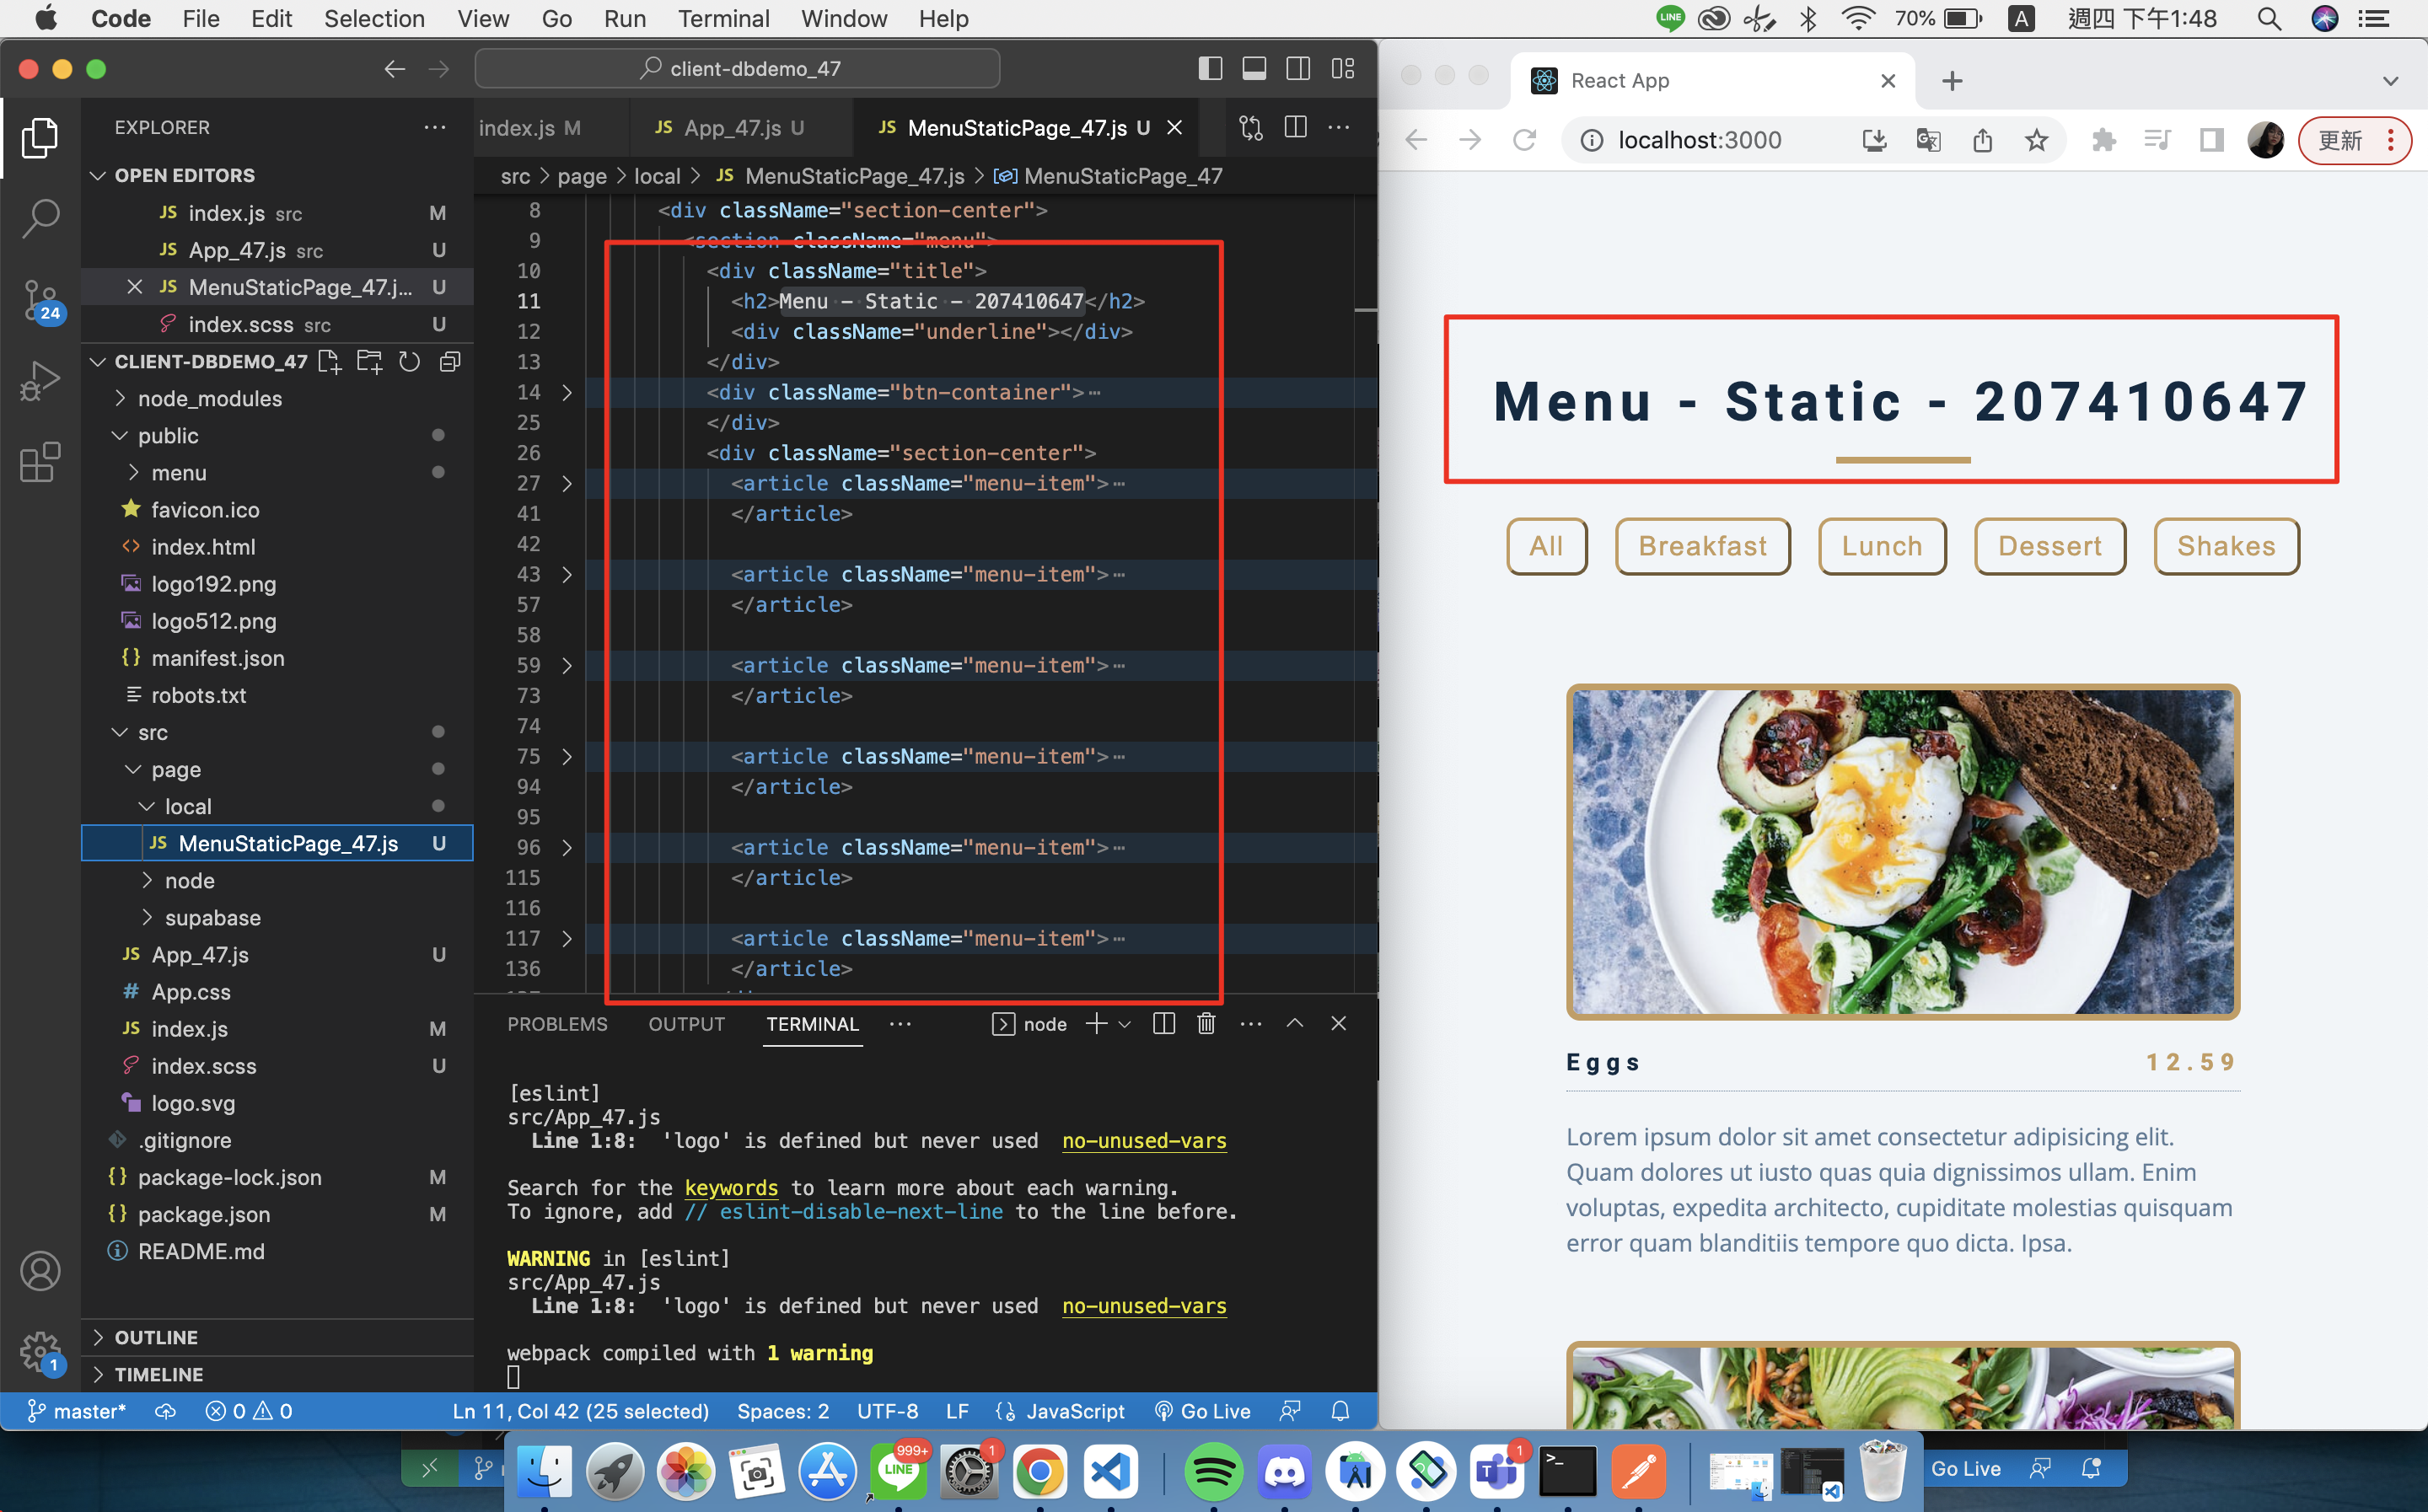 Code File Edit Selection View Go Run Terminal Window Help
LINE 70% A 週四 下午1:48
client-dbdemo_47
EXPLORER
OPEN EDITORS
JS index.js src M
JS App_47.js src U
JS MenuStaticPage_47.j... U
index.scss src U
CLIENT-DBDEMO_47
node_modules
public
menu
favicon.ico
<> index.html
logo192.png
logo512.png
{} manifest.json
robots.txt
src
page
local
JS MenuStaticPage_47.js U
node
supabase
JS App_47.js U
# App.css
JS index.js M
index.scss U
logo.svg
.gitignore
{} package-lock.json M
{} package.json M
README.md
OUTLINE
TIMELINE
24
1
index.js M JS App_47.js U JS MenuStaticPage_47.js U
src > page > local > JS MenuStaticPage_47.js > MenuStaticPage_47
8 <div className="section-center">
9 <section className="menu">
10 <div className="title">
11 <h2>Menu - Static - 207410647</h2>
12 <div className="underline"></div>
13 </div>
14 <div className="btn-container">…
25 </div>
26 <div className="section-center">
27 <article className="menu-item">…
41 </article>
42
43 <article className="menu-item">…
57 </article>
58
59 <article className="menu-item">…
73 </article>
74
75 <article className="menu-item">…
94 </article>
95
96 <article className="menu-item">…
115 </article>
116
117 <article className="menu-item">…
136 </article>
PROBLEMS OUTPUT TERMINAL ... node
[eslint]
src/App_47.js
Line 1:8: 'logo' is defined but never used no-unused-vars
Search for the keywords to learn more about each warning.
To ignore, add // eslint-disable-next-line to the line before.
WARNING in [eslint]
src/App_47.js
Line 1:8: 'logo' is defined but never used no-unused-vars
webpack compiled with 1 warning
master* 0 0 Ln 11, Col 42 (25 selected) Spaces: 2 UTF-8 LF JavaScript Go Live
React App
localhost:3000
更新
Menu - Static - 207410647
All Breakfast Lunch Dessert Shakes
Eggs 12.59
Lorem ipsum dolor sit amet consectetur adipisicing elit.
Quam dolores ut iusto quas quia dignissimos ullam. Enim
voluptas, expedita architecto, cupiditate molestias quisquam
error quam blanditiis tempore quo dicta. Ipsa.
LINE 999+ 1 1
Go Live